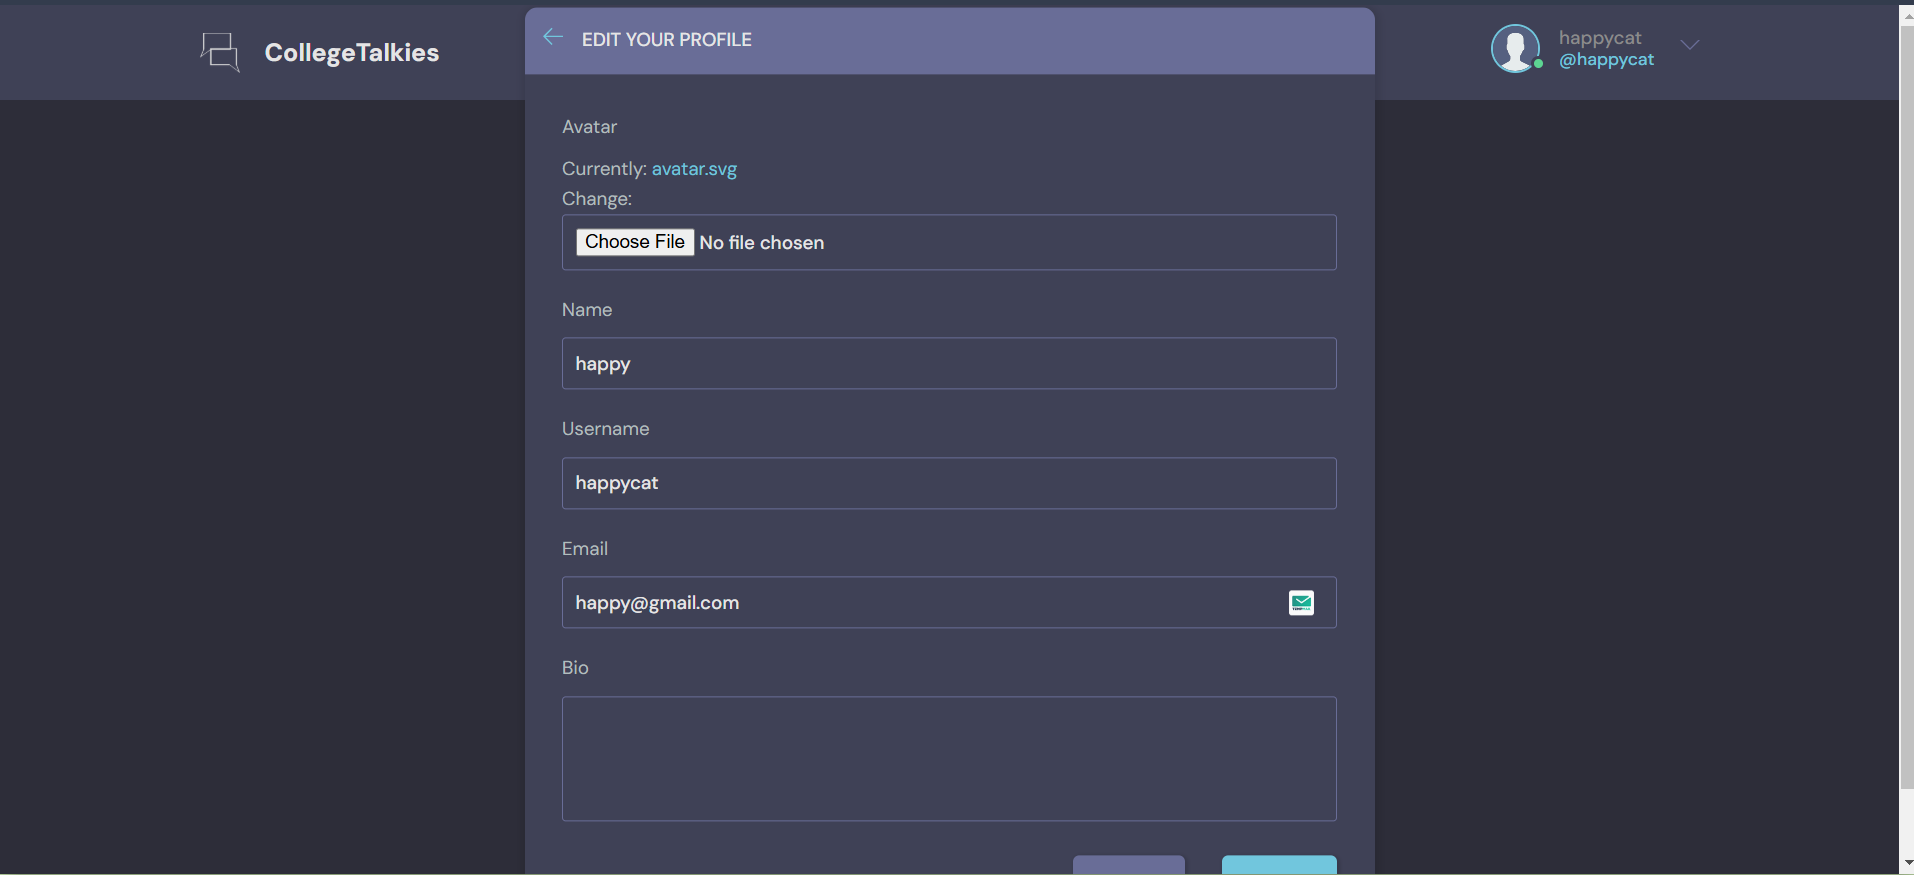 CollegeTalkies
EDIT YOUR PROFILE
happycat
@happycat
Avatar
Currently: avatar.svg
Change:
Choose File No file chosen
Name
happy
Username
happycat
Email
happy@gmail.com
Bio